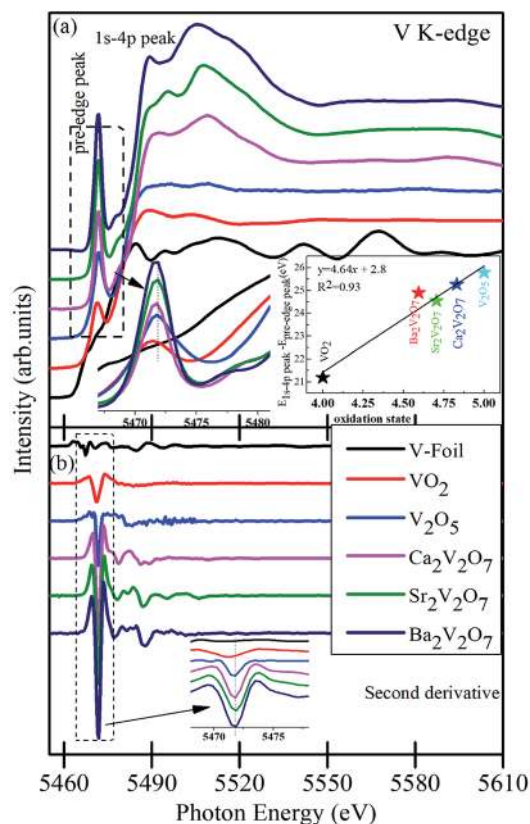 (a)
1s-4p peak
V K-edge
pre-edge peak
y=4.64x + 2.8
R²=0.93
E1s-4p peak -Epre-edge peak(eV)
26
25
24
23
22
21
VO₂
Ba₂V₂O₇
Sr₂V₂O₇
Ca₂V₂O₇
V₂O₅
4.00 4.25 4.50 4.75 5.00
oxidation state
5470 5475 5480
Intensity (arb.units)
(b)
V-Foil
VO₂
V₂O₅
Ca₂V₂O₇
Sr₂V₂O₇
Ba₂V₂O₇
Second derivative
5470 5475
5460 5490 5520 5550 5580 5610
Photon Energy (eV)